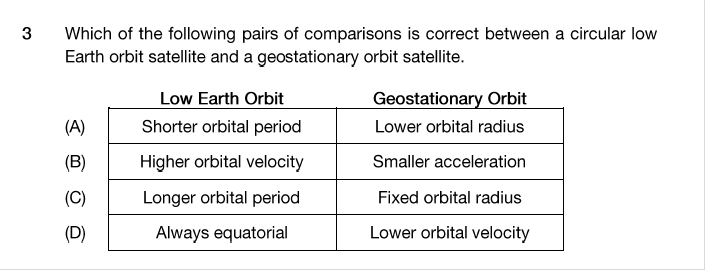 3 Which of the following pairs of comparisons is correct between a circular low
Earth orbit satellite and a geostationary orbit satellite.
Low Earth Orbit Geostationary Orbit
(A) Shorter orbital period Lower orbital radius
(B) Higher orbital velocity Smaller acceleration
(C) Longer orbital period Fixed orbital radius
(D) Always equatorial Lower orbital velocity